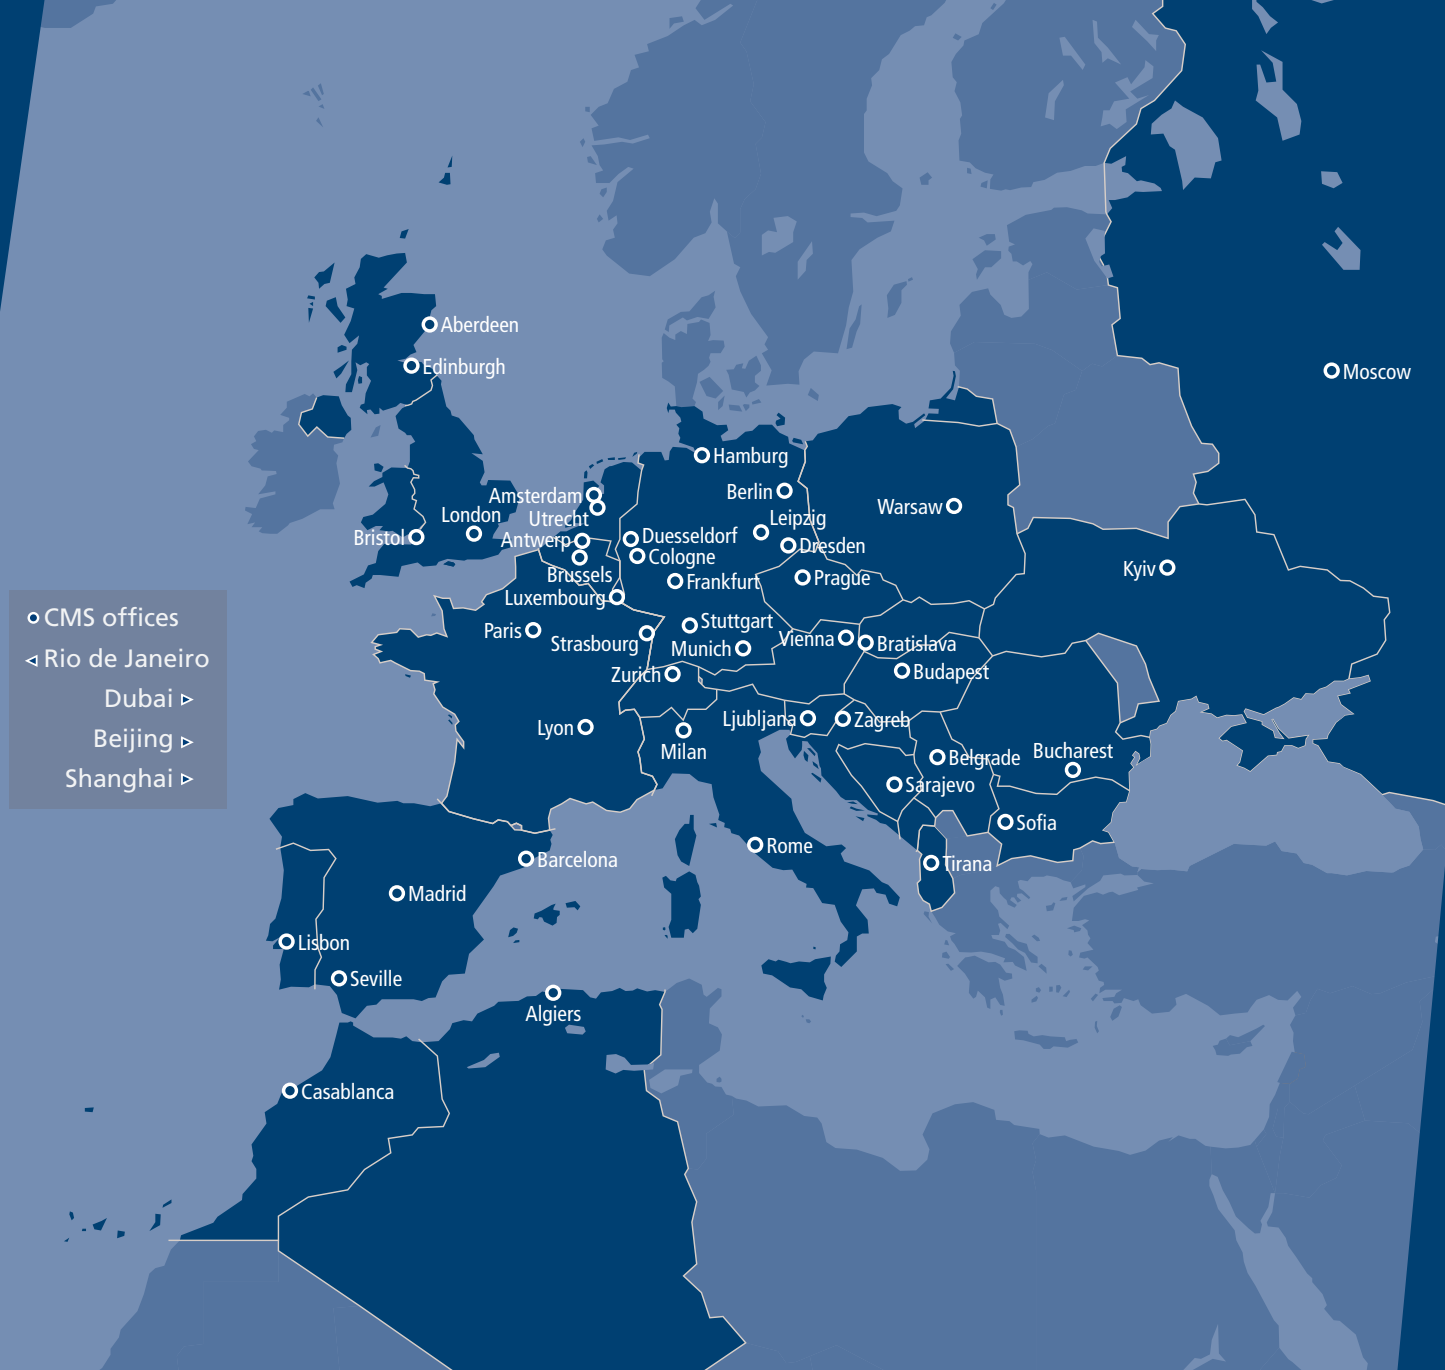 Aberdeen
Edinburgh
Moscow
Hamburg
Berlin
Amsterdam
Warsaw
Utrecht
London
Leipzig
Bristol
Antwerp
Duesseldorf
Dresden
Cologne
Brussels
Kyiv
Frankfurt
Prague
Luxembourg
CMS offices
Paris
Stuttgart
Strasbourg
Vienna
Bratislava
Munich
Rio de Janeiro
Zurich
Budapest
Dubai
Ljubljana
Zagreb
Lyon
Beijing
Milan
Belgrade
Bucharest
Shanghai
Sarajevo
Sofia
Rome
Barcelona
Tirana
Madrid
Lisbon
Seville
Algiers
Casablanca